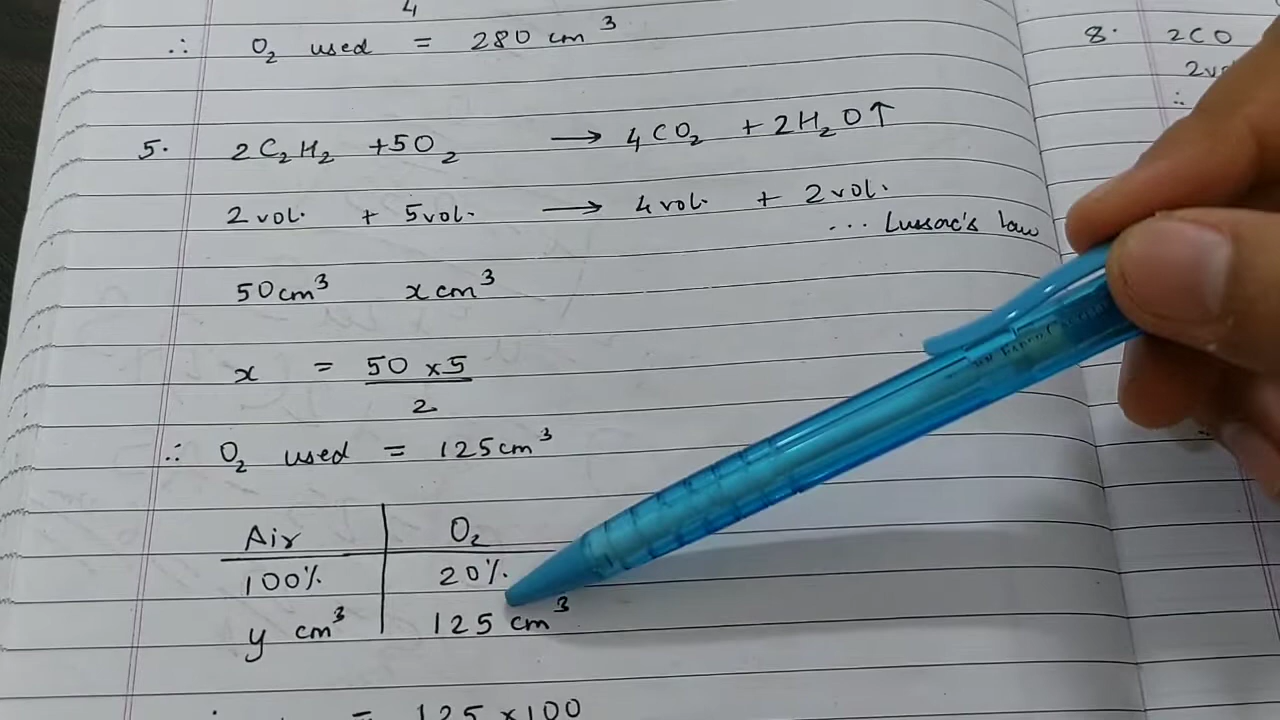 4
∴ O₂ used = 280 cm³
5. 2C₂H₂ + 5O₂ ⟶ 4CO₂ + 2H₂O↑
2 vol. + 5 vol. ⟶ 4 vol. + 2 vol.
... Lussac's law
50 cm³ x cm³
x = 50 × 5
2
∴ O₂ used = 125 cm³
Air | O₂
100% | 20%.
y cm³ | 125 cm³
= 125 × 100
8. 2CO
∴